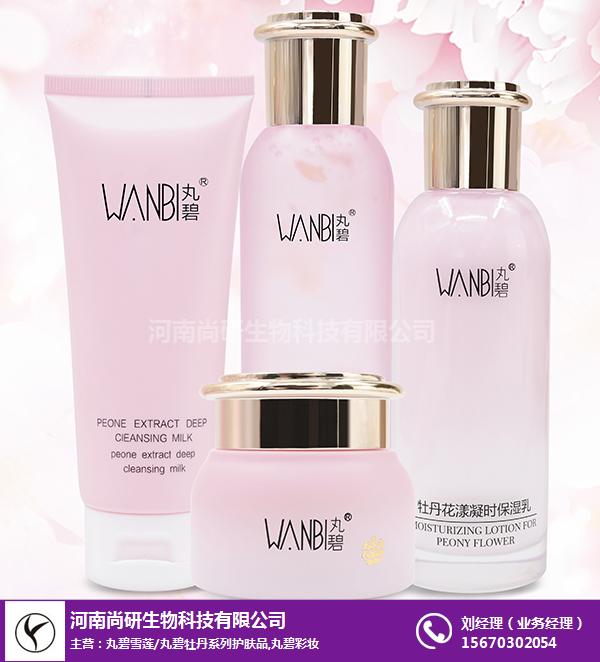 WANBI丸碧®
WANBI丸碧®
WANBI丸碧®
河南尚研生物科技有限公司
PEONE EXTRACT DEEP
CIEANSING MILK
peone extract deep
cleansing milk
WANBI丸碧®
牡丹花漾凝时保湿乳
MOISTURIZING LOTION FOR
PEONY FLOWER
河南尚研生物科技有限公司
主营：丸碧雪莲/丸碧牡丹系列护肤品,丸碧彩妆
刘经理（业务经理）
15670302054